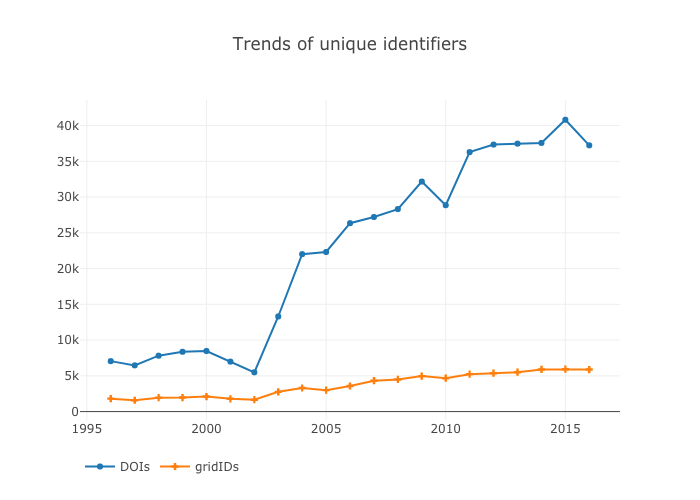 Trends of unique identifiers
40k
35k
30k
25k
20k
15k
10k
5k
0
1995 2000 2005 2010 2015
DOIs gridIDs